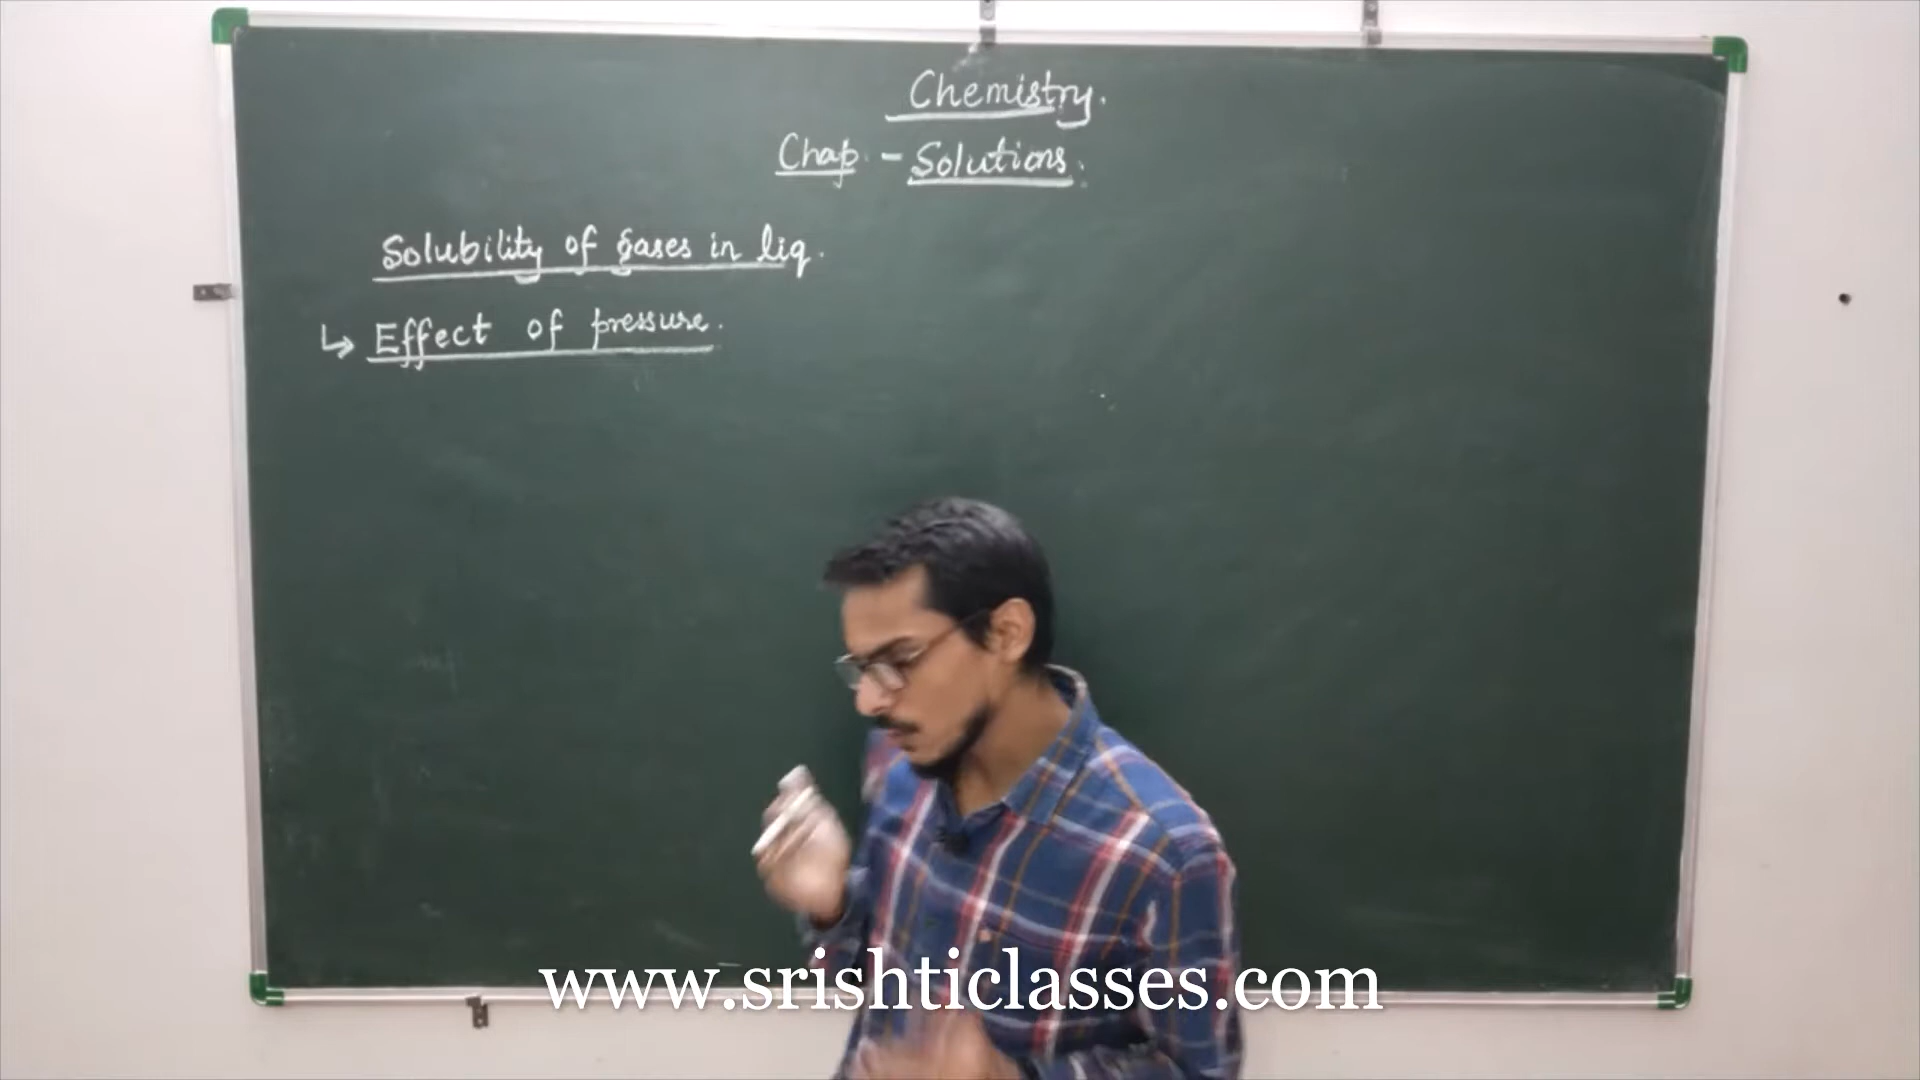 Chemistry.
Chap - Solutions.
Solubility of gases in liq.
↳ Effect of pressure.
www.srishticlasses.com